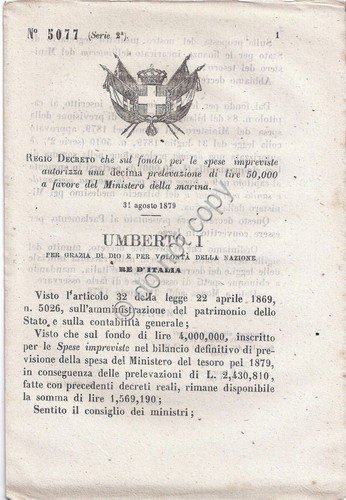 N° 5077 (Serie 2ª) 1
REGIO DECRETO che sul fondo per le spese impreviste
autorizza una decima prelevazione di lire 50,000
a favore del Ministero della marina.
31 agosto 1879
UMBERTO I
PER GRAZIA DI DIO E PER VOLONTÀ DELLA NAZIONE
RE D'ITALIA
Visto l'articolo 32 della legge 22 aprile 1869,
n. 5026, sull'amministrazione del patrimonio dello
Stato e sulla contabilità generale;
Visto che sul fondo di lire 4,000,000, inscritto
per le Spese impreviste nel bilancio definitivo di pre-
visione della spesa del Ministero del tesoro pel 1879,
in conseguenza delle prelevazioni di L. 2,430,810,
fatte con precedenti decreti reali, rimane disponibile
la somma di lire 1,569,190;
Sentito il consiglio dei ministri;